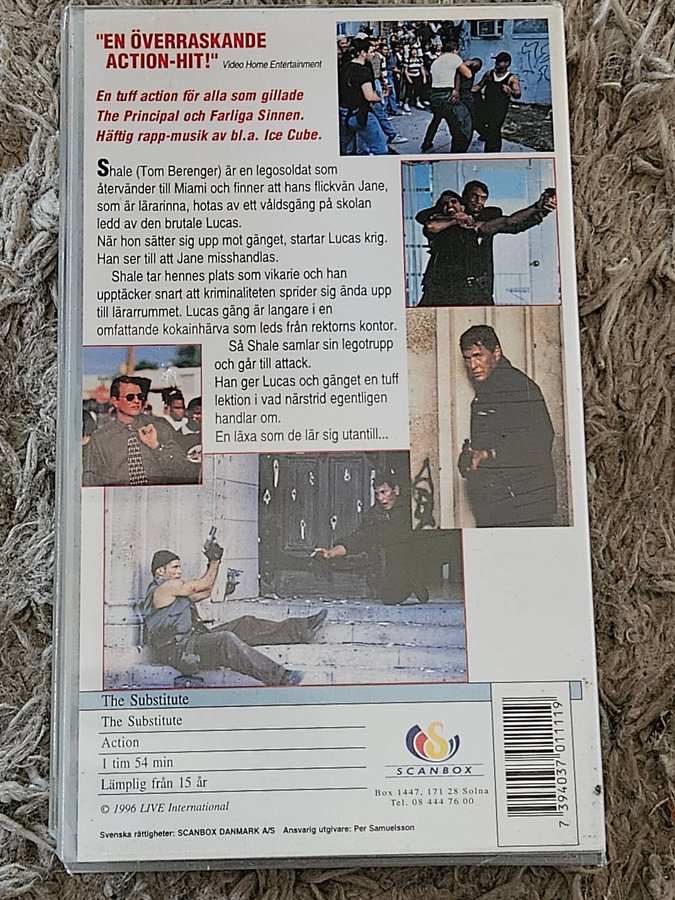 "EN ÖVERRASKANDE
ACTION-HIT!" Video Home Entertainment
En tuff action för alla som gillade
The Principal och Farliga Sinnen.
Häftig rapp-musik av bl.a. Ice Cube.
Shale (Tom Berenger) är en legosoldat som
återvänder till Miami och finner att hans flickvän Jane,
som är lärarinna, hotas av ett våldsgäng på skolan
ledd av den brutale Lucas.
När hon sätter sig upp mot gänget, startar Lucas krig.
Han ser till att Jane misshandlas.
Shale tar hennes plats som vikarie och han
upptäcker snart att kriminaliteten sprider sig ända upp
till lärarrummet. Lucas gäng är langare i en
omfattande kokainhärva som leds från rektorns kontor.
Så Shale samlar sin legotrupp
och går till attack.
Han ger Lucas och gänget en tuff
lektion i vad närstrid egentligen
handlar om.
En läxa som de lär sig utantill...
The Substitute
The Substitute
Action
1 tim 54 min
Lämplig från 15 år
© 1996 LIVE International
S
SCANBOX
Box 1447, 171 28 Solna
Tel. 08 444 76 00
Svenska rättigheter: SCANBOX DANMARK A/S Ansvarig utgivare: Per Samuelsson
7 394037 011119